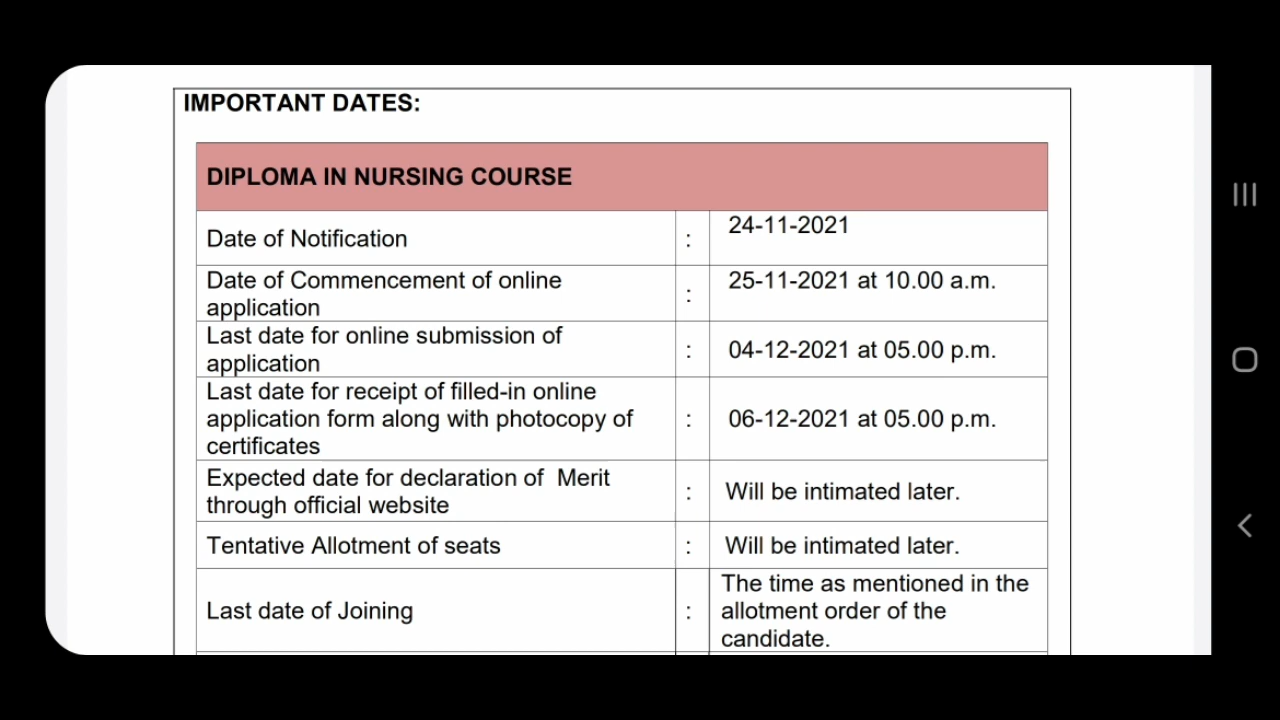 IMPORTANT DATES:
DIPLOMA IN NURSING COURSE
Date of Notification : 24-11-2021
Date of Commencement of online
application : 25-11-2021 at 10.00 a.m.
Last date for online submission of
application : 04-12-2021 at 05.00 p.m.
Last date for receipt of filled-in online
application form along with photocopy of : 06-12-2021 at 05.00 p.m.
certificates
Expected date for declaration of Merit
through official website : Will be intimated later.
Tentative Allotment of seats : Will be intimated later.
Last date of Joining : The time as mentioned in the
allotment order of the
candidate.